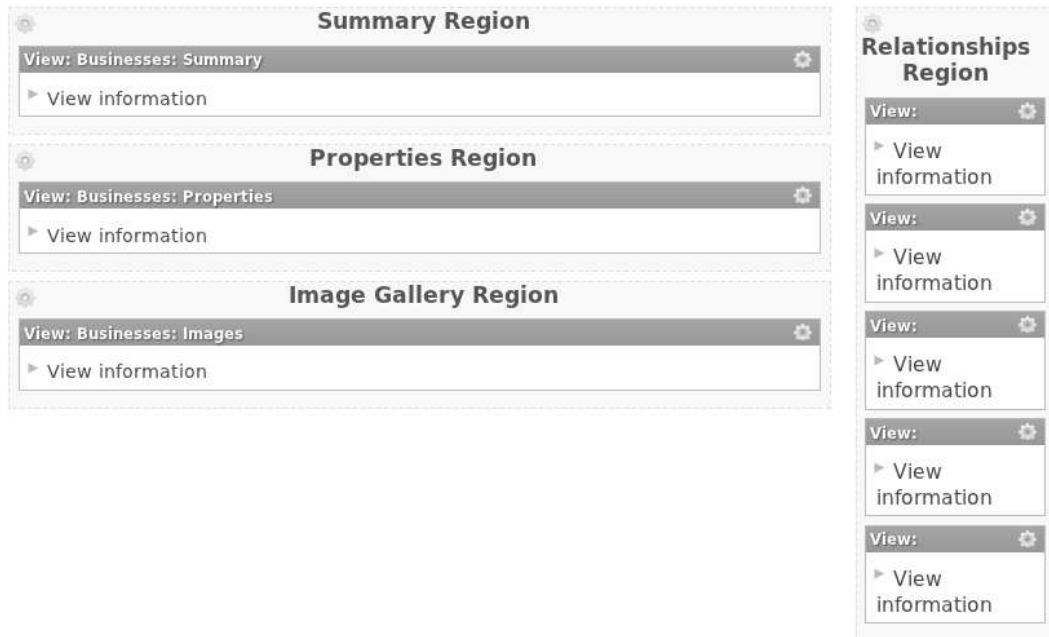 Summary Region
View: Businesses: Summary
View information
Properties Region
View: Businesses: Properties
View information
Image Gallery Region
View: Businesses: Images
View information
Relationships
Region
View:
View
information
View:
View
information
View:
View
information
View:
View
information
View:
View
information